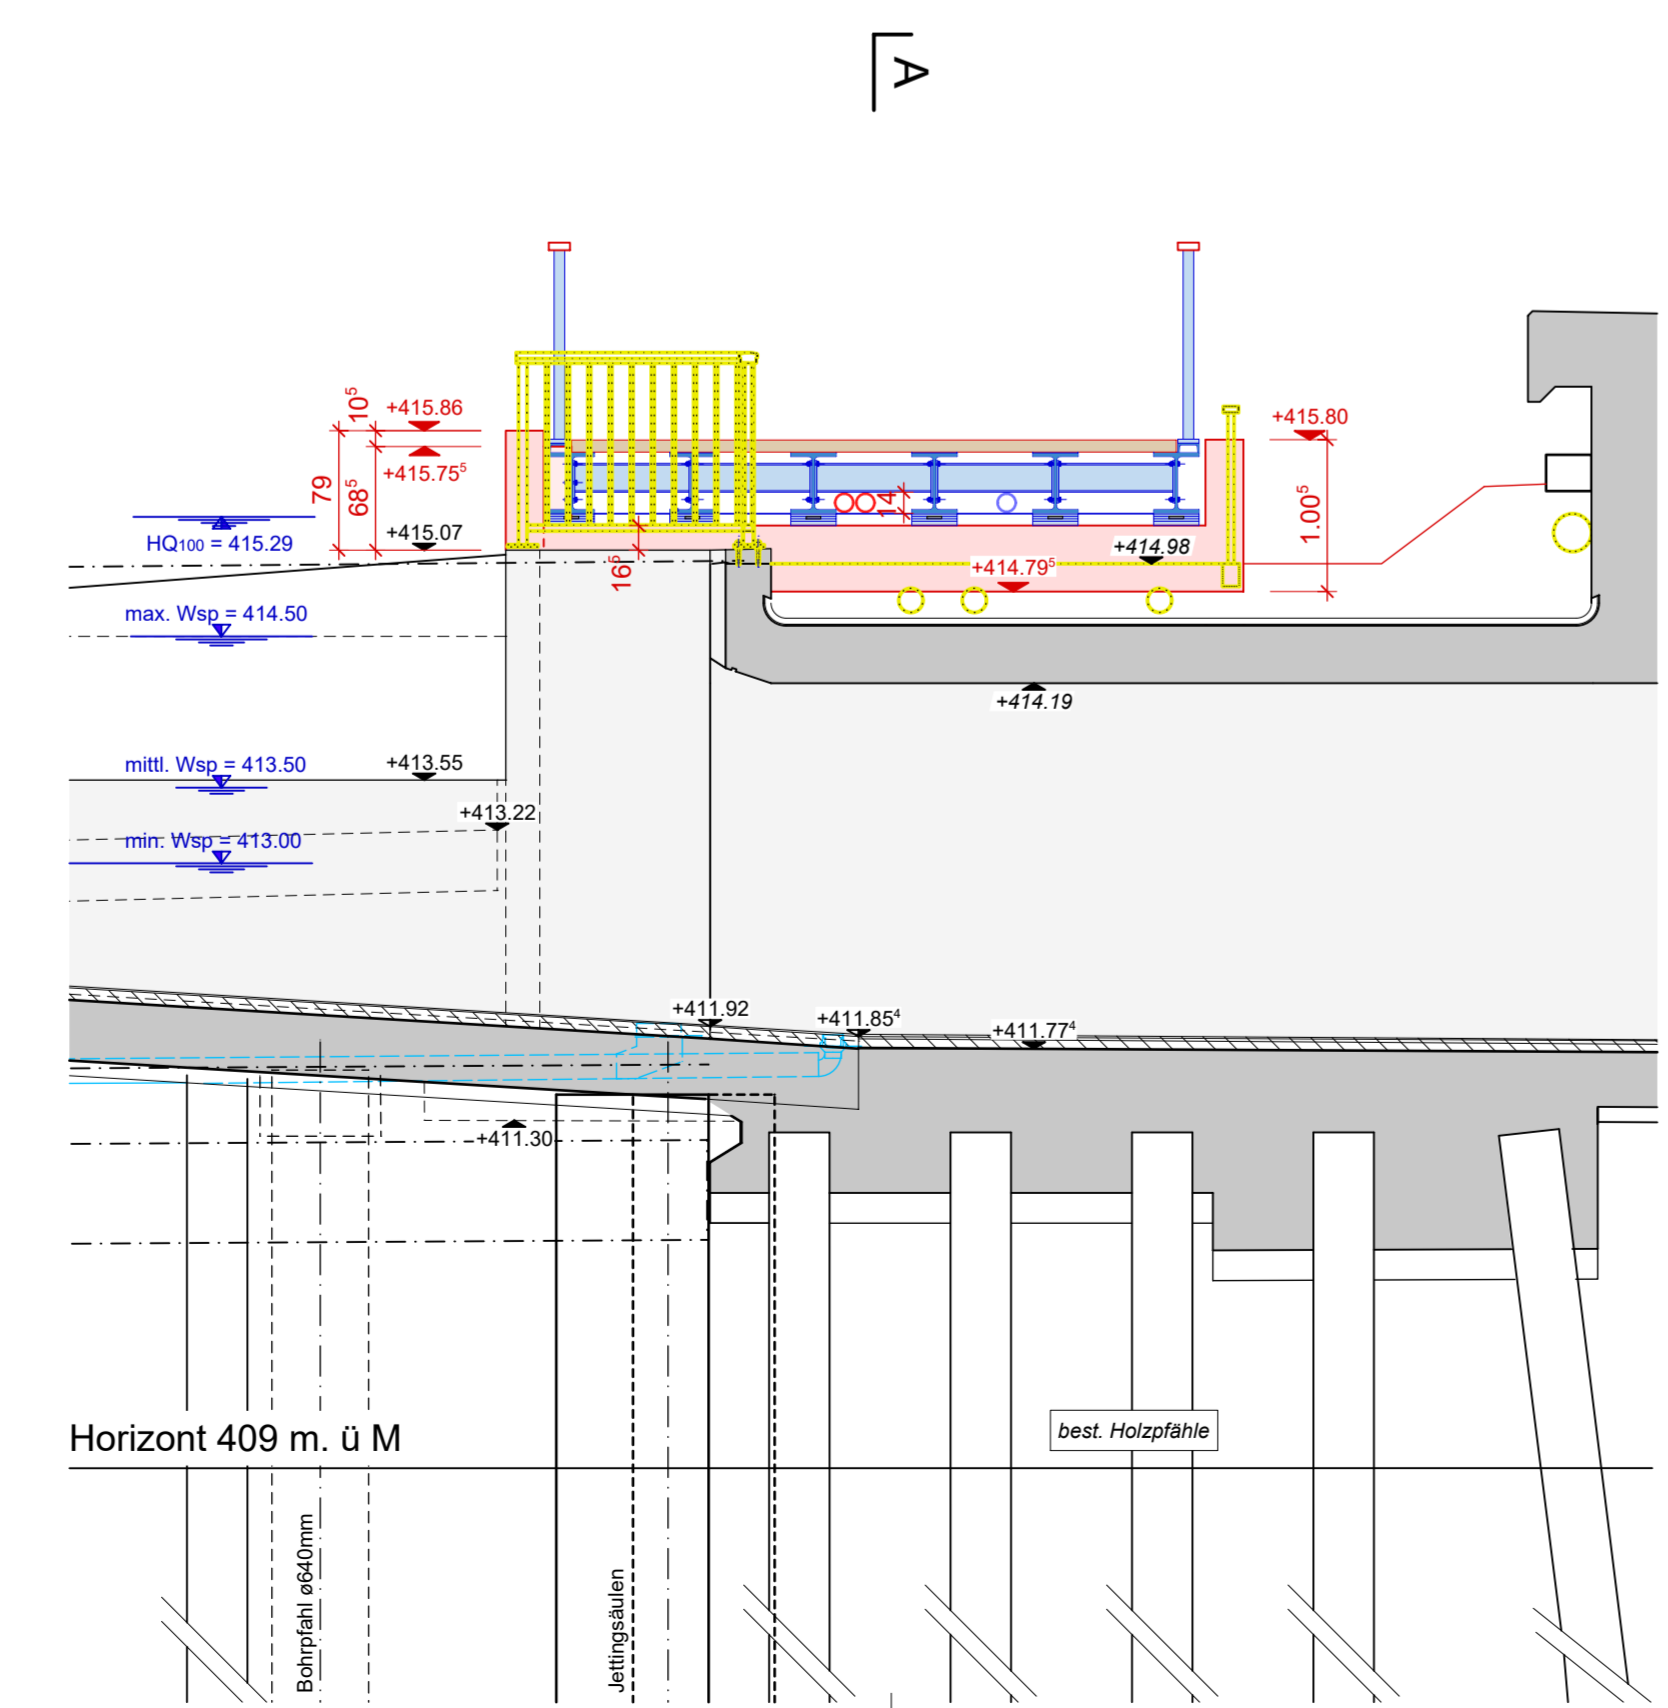 A
+415.86
10⁵
+415.75⁵
79
68⁵
+415.80
HQ100 = 415.29
+415.07
14
1.00⁵
+414.98
+414.79⁵
16⁵
max. Wsp = 414.50
+414.19
mittl. Wsp = 413.50
+413.55
+413.22
min. Wsp = 413.00
+411.92
+411.85⁴
+411.77⁴
+411.30
Horizont 409 m. ü M
best. Holzpfähle
Bohrpfahl ø640mm
Jettingsäulen